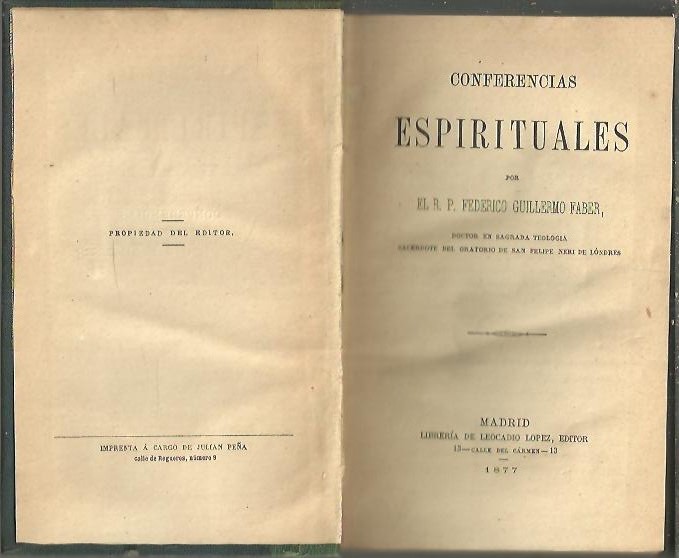 PROPIEDAD DEL EDITOR.
IMPRENTA Á CARGO DE JULIAN PEÑA
calle de Regueros, número 8
CONFERENCIAS
ESPIRITUALES
POR
EL R. P. FEDERICO GUILLERMO FABER,
DOCTOR EN SAGRADA TEOLOGIA
SACERDOTE DEL ORATORIO DE SAN FELIPE NERI DE LÓNDRES
MADRID
LIBRERÍA DE LEOCADIO LOPEZ, EDITOR
13—CALLE DEL CÁRMEN—13
1877